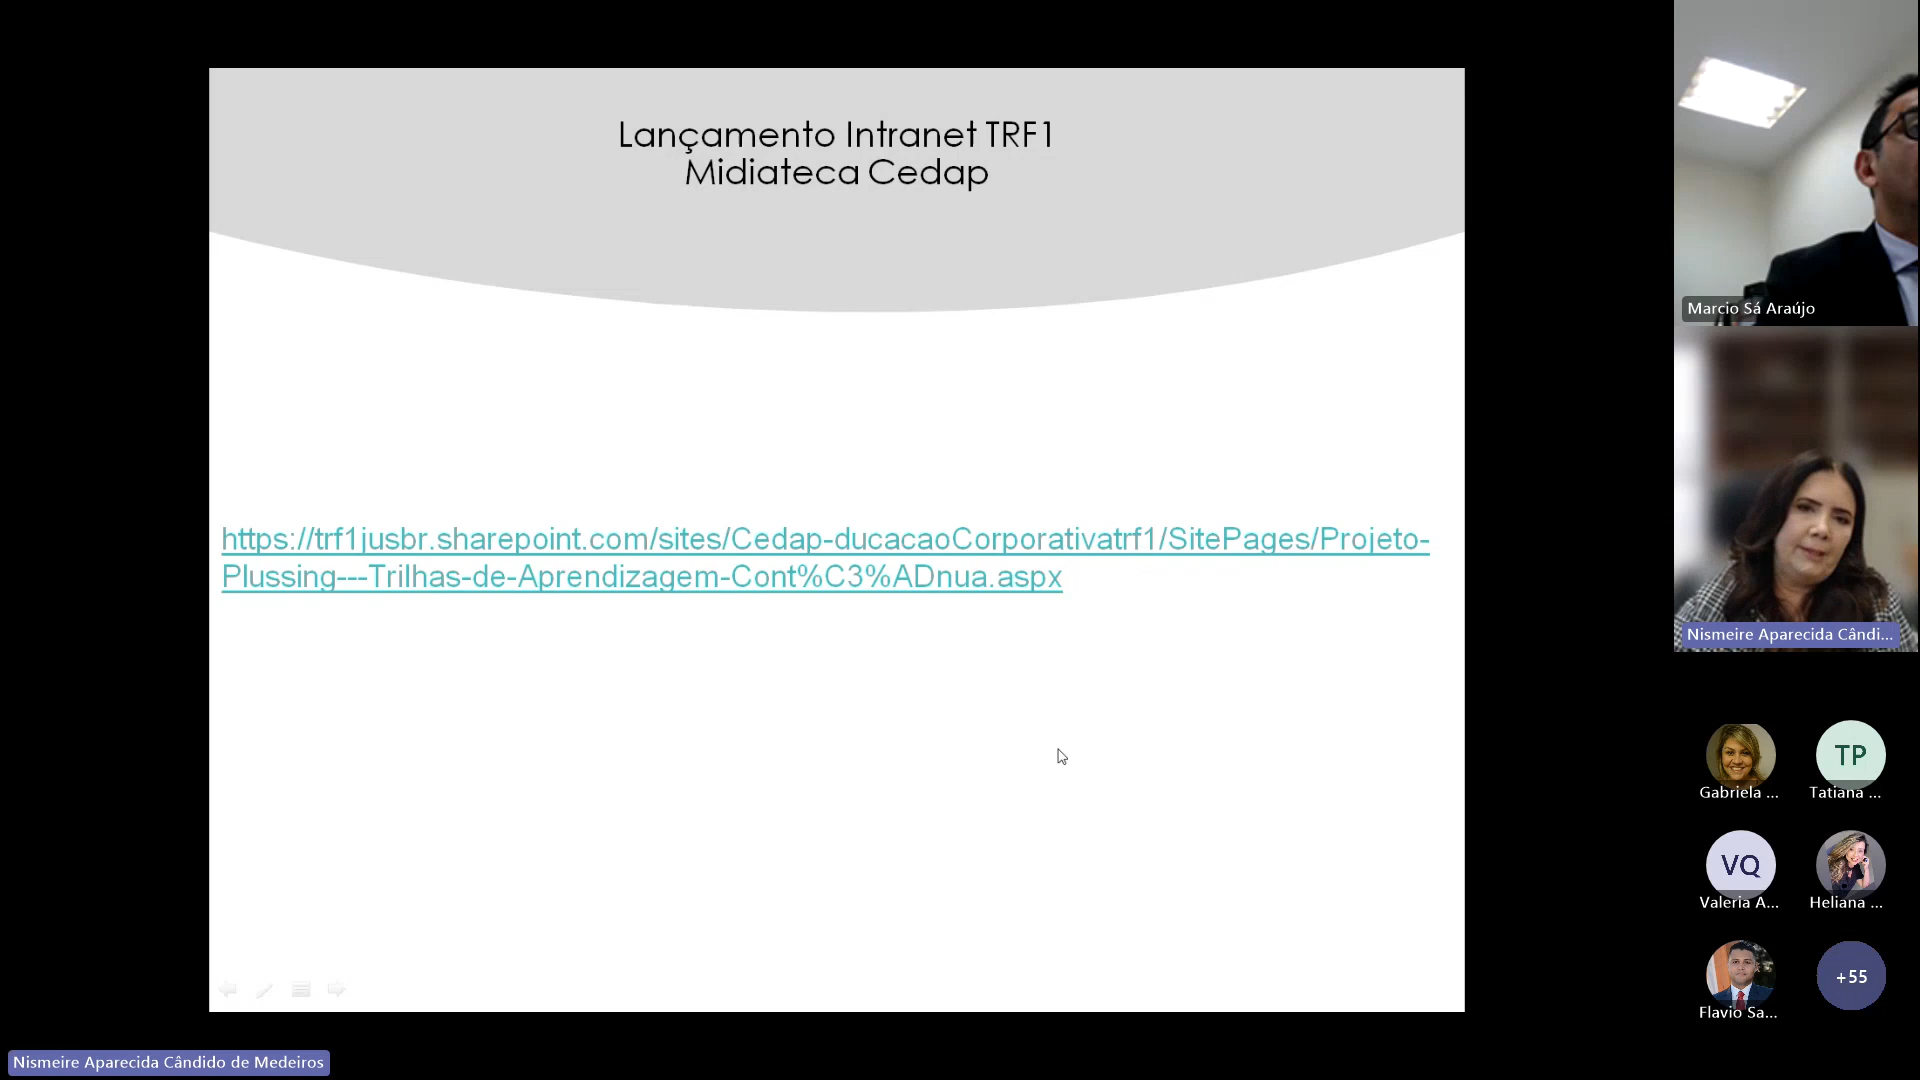 Lançamento Intranet TRF1
Midiateca Cedap
https://trf1jusbr.sharepoint.com/sites/Cedap-ducacaoCorporativatrf1/SitePages/Projeto-
Plussing---Trilhas-de-Aprendizagem-Cont%C3%ADnua.aspx
Marcio Sá Araújo
Nismeire Aparecida Cândi...
TP
Gabriela ...
Tatiana ...
VQ
Valeria A...
Heliana ...
+55
Flavio Sa...
Nismeire Aparecida Cândido de Medeiros